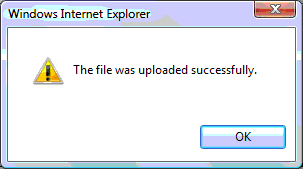 Windows Internet Explorer
The file was uploaded successfully.
OK